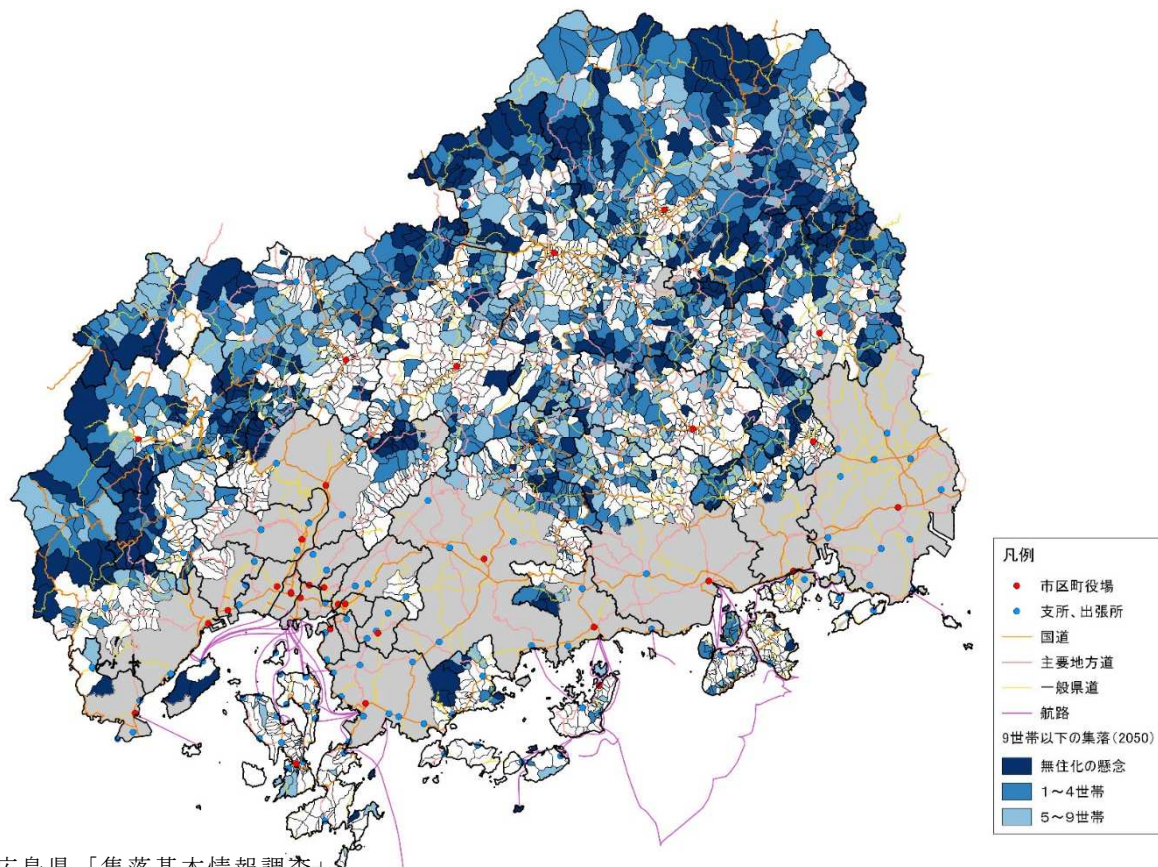 凡例
市区町役場
支所、出張所
国道
主要地方道
一般県道
航路
9世帯以下の集落(2050)
無住化の懸念
1～4世帯
5～9世帯
広島県「集落基本情報調査」